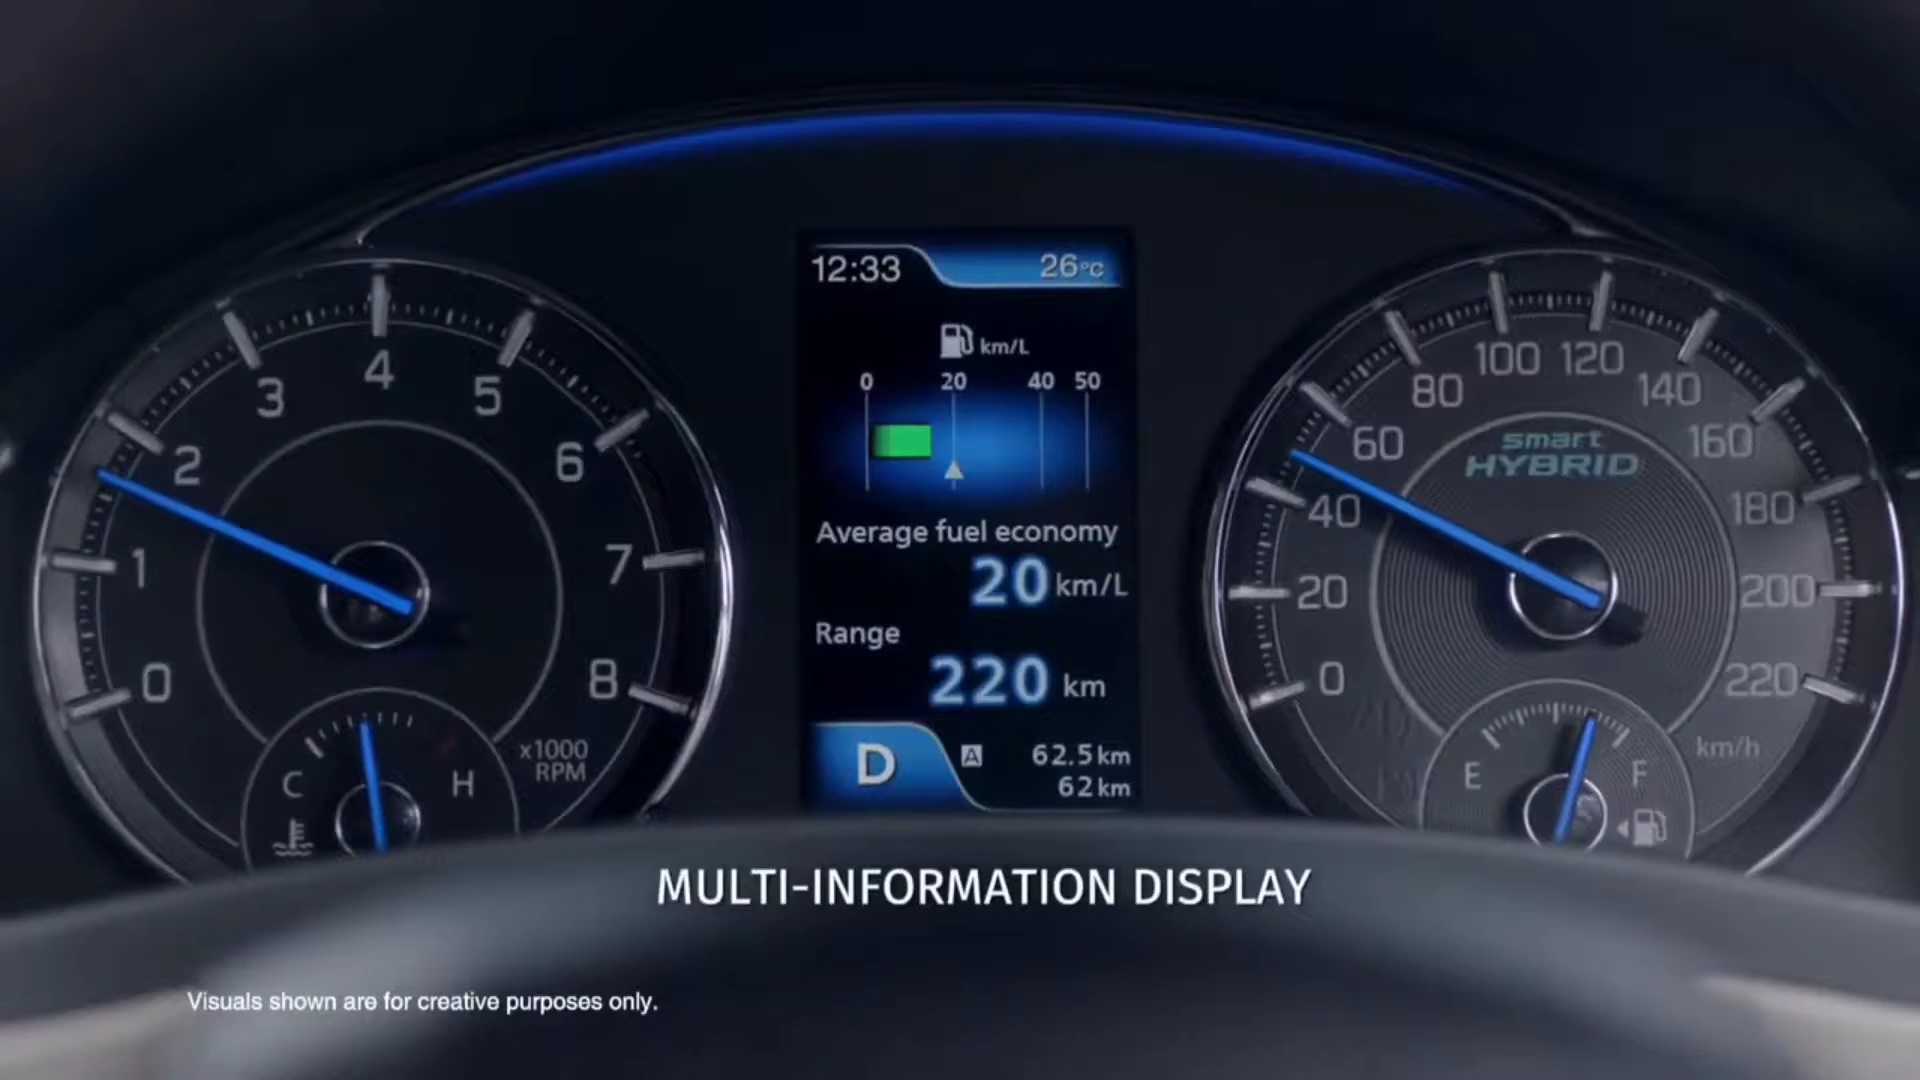 12:33
26°C
km/L
0 20 40 50
Average fuel economy
20 km/L
Range
220 km
D
A 62.5 km
62 km
0
1
2
3
4
5
6
7
8
x1000
RPM
C H
smart
HYBRID
0
20
40
60
80
100
120
140
160
180
200
220
km/h
E F
MULTI-INFORMATION DISPLAY
Visuals shown are for creative purposes only.